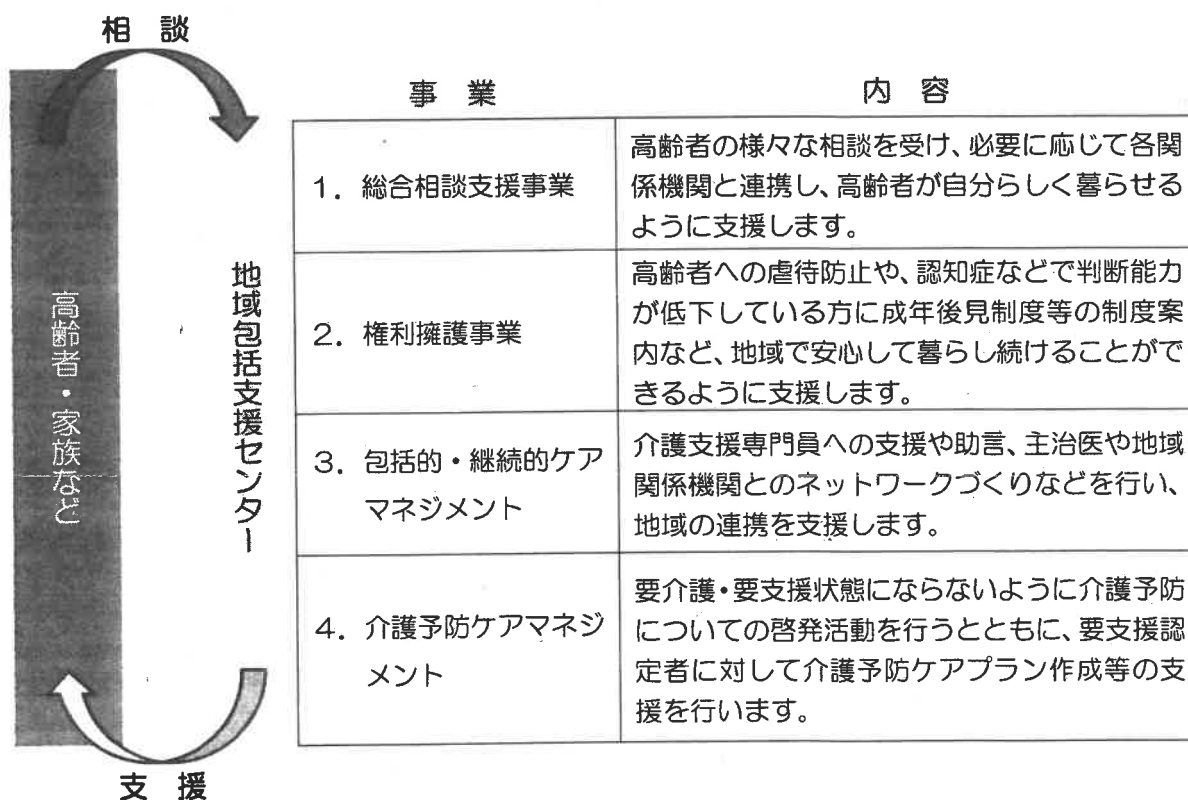 相 談
高齢者・家族など
地域包括支援センター
事 業
内 容
1. 総合相談支援事業
高齢者の様々な相談を受け、必要に応じて各関
係機関と連携し、高齢者が自分らしく暮らせる
ように支援します。
2. 権利擁護事業
高齢者への虐待防止や、認知症などで判断能力
が低下している方に成年後見制度等の制度案
内など、地域で安心して暮らし続けることがで
きるように支援します。
3. 包括的・継続的ケア
マネジメント
介護支援専門員への支援や助言、主治医や地域
関係機関とのネットワークづくりなどを行い、
地域の連携を支援します。
4. 介護予防ケアマネジ
メント
要介護・要支援状態にならないように介護予防
についての啓発活動を行うとともに、要支援認
定者に対して介護予防ケアプラン作成等の支
援を行います。
支 援